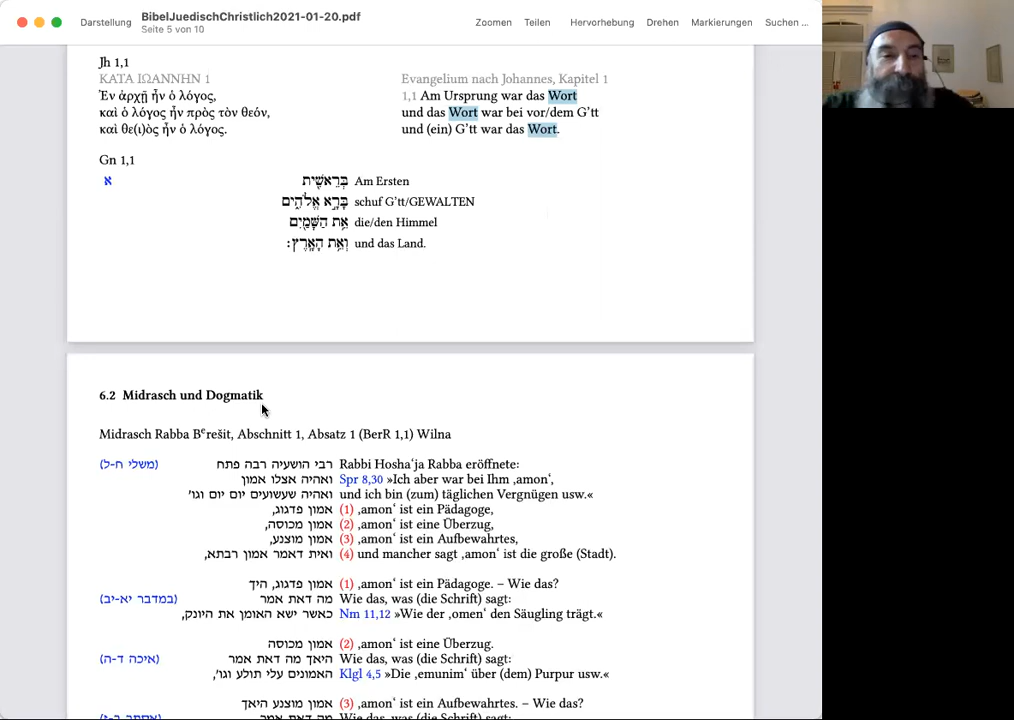 BibelJuedischChristlich2021-01-20.pdf
Darstellung Seite 5 von 10 Zoomen Teilen Hervorhebung Drehen Markierungen Suchen ...
Jh 1,1
ΚΑΤΑ ΙΩΑΝΝΗΝ 1 Evangelium nach Johannes, Kapitel 1
Ἐν ἀρχῇ ἦν ὁ λόγος, 1,1 Am Ursprung war das Wort
καὶ ὁ λόγος ἦν πρὸς τὸν θεόν, und das Wort war bei vor/dem G’tt
καὶ θε(ι)ὸς ἦν ὁ λόγος. und (ein) G’tt war das Wort.
Gn 1,1
א בְּרֵאשִׁ֖ית Am Ersten
בָּרָ֣א אֱלֹהִ֑ים schuf G’tt/GEWALTEN
אֵ֥ת הַשָּׁמַ֖יִם die/den Himmel
וְאֵ֥ת הָאָֽרֶץ׃ und das Land.
6.2 Midrasch und Dogmatik
Midrasch Rabba Bᵉrešit, Abschnitt 1, Absatz 1 (BerR 1,1) Wilna
(משלי ח-ל) רבי הושעיה רבה פתח Rabbi Hosha‘ja Rabba eröffnete:
ואהיה אצלו אמון Spr 8,30 »Ich aber war bei Ihm ‚amon‘,
ואהיה שעשועים יום יום וגו׳ und ich bin (zum) täglichen Vergnügen usw.«
אמון פדגוג, (1) ‚amon‘ ist ein Pädagoge,
אמון מכוסה, (2) ‚amon‘ ist eine Überzug,
אמון מוצנע, (3) ‚amon‘ ist ein Aufbewahrtes,
ואית דאמר אמון רבתא, (4) und mancher sagt ‚amon‘ ist die große (Stadt).
אמון פדגוג, היך (1) ‚amon‘ ist ein Pädagoge. – Wie das?
(במדבר יא-יב) מה דאת אמר Wie das, was (die Schrift) sagt:
כאשר ישא האומן את היונק, Nm 11,12 »Wie der ‚omen‘ den Säugling trägt.«
אמון מכוסה (2) ‚amon‘ ist eine Überzug.
(איכה ד-ה) היאך מה דאת אמר Wie das, was (die Schrift) sagt:
האמונים עלי תולע וגו׳, Klgl 4,5 »Die ‚emunim‘ über (dem) Purpur usw.«
אמון מוצנע היאך (3) ‚amon‘ ist ein Aufbewahrtes. – Wie das?
(אסתר ב-ז) מה דאת אמר Wie das, was (die Schrift) sagt: